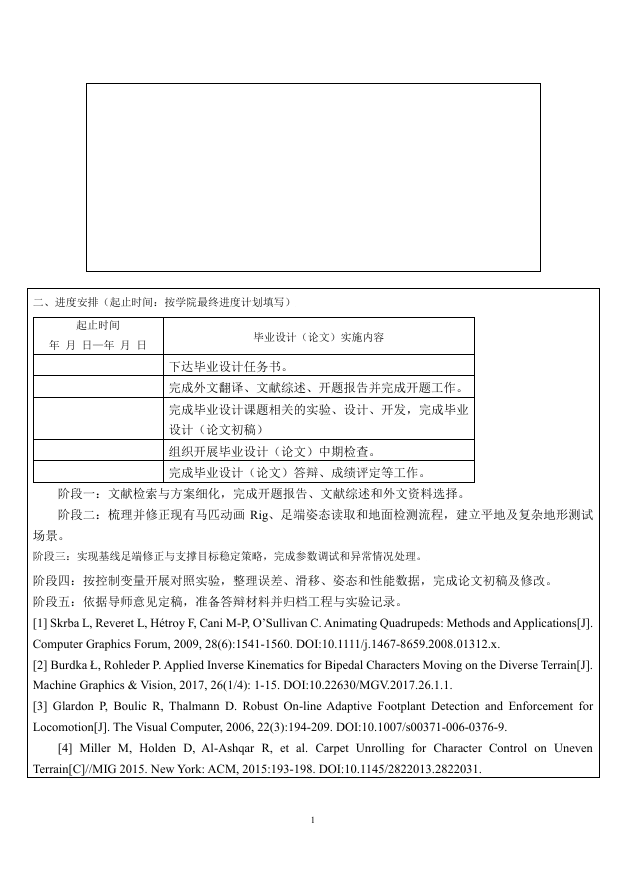 二、进度安排（起止时间：按学院最终进度计划填写）
起止时间
年 月 日—年 月 日
毕业设计（论文）实施内容
下达毕业设计任务书。
完成外文翻译、文献综述、开题报告并完成开题工作。
完成毕业设计课题相关的实验、设计、开发，完成毕业
设计（论文初稿）
组织开展毕业设计（论文）中期检查。
完成毕业设计（论文）答辩、成绩评定等工作。
阶段一：文献检索与方案细化，完成开题报告、文献综述和外文资料选择。
阶段二：梳理并修正现有马匹动画 Rig、足端姿态读取和地面检测流程，建立平地及复杂地形测试
场景。
阶段三：实现基线足端修正与支撑目标稳定策略，完成参数调试和异常情况处理。
阶段四：按控制变量开展对照实验，整理误差、滑移、姿态和性能数据，完成论文初稿及修改。
阶段五：依据导师意见定稿，准备答辩材料并归档工程与实验记录。
[1] Skrba L, Reveret L, Hétroy F, Cani M-P, O’Sullivan C. Animating Quadrupeds: Methods and Applications[J].
Computer Graphics Forum, 2009, 28(6):1541-1560. DOI:10.1111/j.1467-8659.2008.01312.x.
[2] Burdka Ł, Rohleder P. Applied Inverse Kinematics for Bipedal Characters Moving on the Diverse Terrain[J].
Machine Graphics & Vision, 2017, 26(1/4): 1-15. DOI:10.22630/MGV.2017.26.1.1.
[3] Glardon P, Boulic R, Thalmann D. Robust On-line Adaptive Footplant Detection and Enforcement for
Locomotion[J]. The Visual Computer, 2006, 22(3):194-209. DOI:10.1007/s00371-006-0376-9.
[4] Miller M, Holden D, Al-Ashqar R, et al. Carpet Unrolling for Character Control on Uneven
Terrain[C]//MIG 2015. New York: ACM, 2015:193-198. DOI:10.1145/2822013.2822031.
1